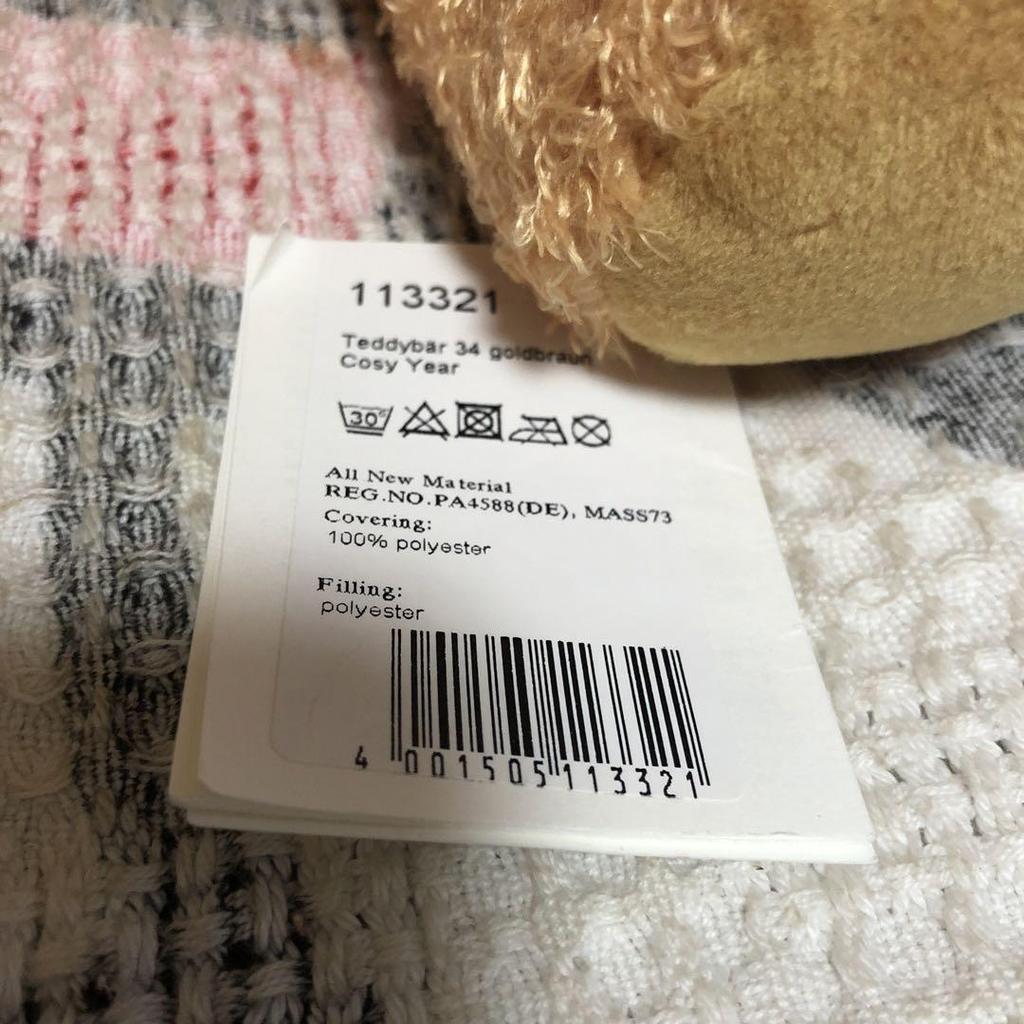 113321
Teddybär 34 goldbraun
Cosy Year
30°
All New Material
REG.NO.PA4588(DE), MASS73
Covering:
100% polyester
Filling:
polyester
4 001505 113321